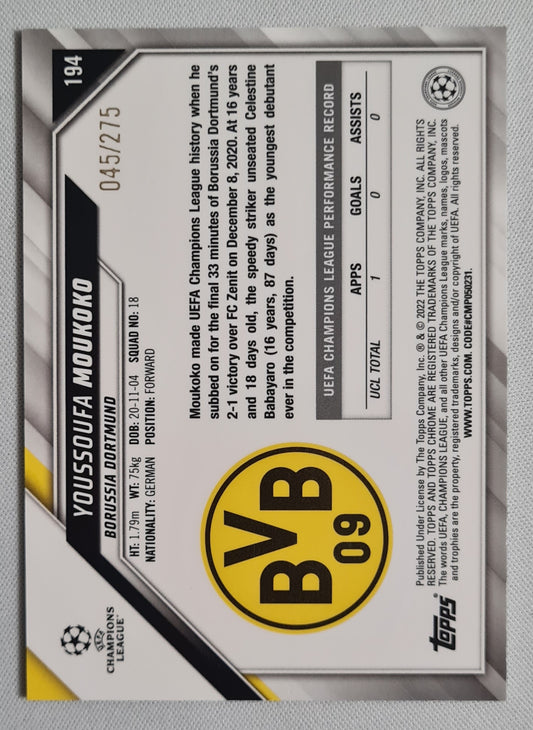 194
045/275
YOUSSOUFA MOUKOKO
BORUSSIA DORTMUND
UEFA
CHAMPIONS
LEAGUE
HT: 1.79m WT: 75kg DOB: 20-11-04 SQUAD NO: 18
NATIONALITY: GERMAN POSITION: FORWARD
Moukoko made UEFA Champions League history when he
subbed on for the final 33 minutes of Borussia Dortmund's
2-1 victory over FC Zenit on December 8, 2020. At 16 years
and 18 days old, the speedy striker unseated Celestine
Babayaro (16 years, 87 days) as the youngest debutant
ever in the competition.
BVB
09
UEFA CHAMPIONS LEAGUE PERFORMANCE RECORD
APPS GOALS ASSISTS
UCL TOTAL 1 0 0
topps
Published Under License by The Topps Company, Inc. ® & © 2022 THE TOPPS COMPANY, INC. ALL RIGHTS
RESERVED. TOPPS AND TOPPS CHROME ARE REGISTERED TRADEMARKS OF THE TOPPS COMPANY, INC.
The words UEFA, CHAMPIONS LEAGUE, and all other UEFA Champions League marks, names, logos, mascots
and trophies are the property, registered trademarks, designs and/or copyright of UEFA. All rights reserved.
WWW.TOPPS.COM. CODE#CMP050231.